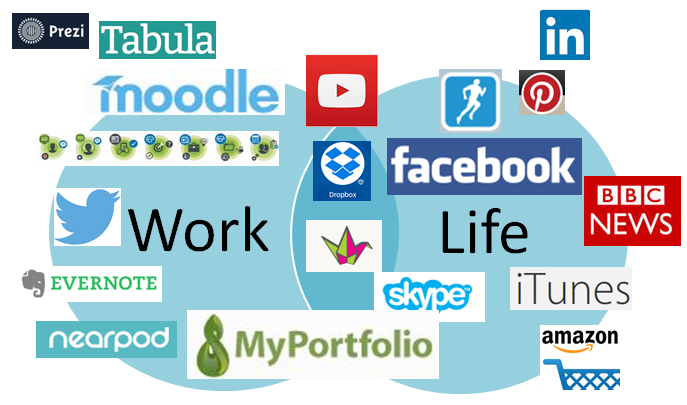 Prezi
Tabula
in
moodle
Dropbox
facebook
BBC
NEWS
Work
Life
EVERNOTE
skype
iTunes
nearpod
MyPortfolio
amazon